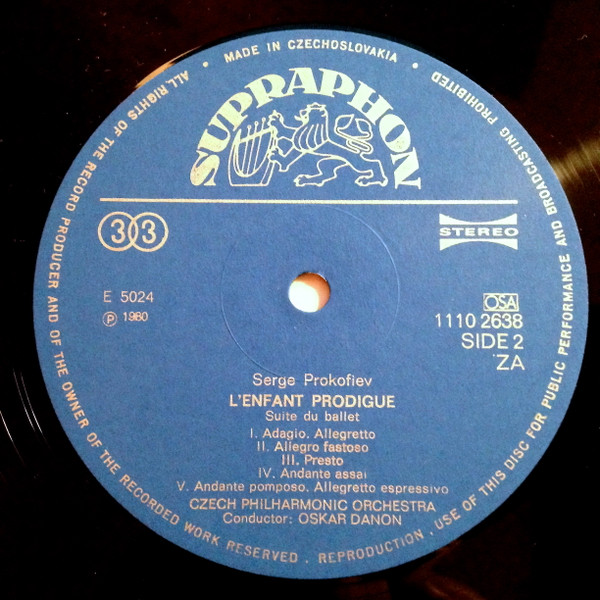 ALL RIGHTS OF THE RECORD PRODUCER AND OF THE OWNER OF THE RECORDED WORK RESERVED . REPRODUCTION . USE OF THIS DISC FOR PUBLIC PERFORMANCE AND BROADCASTING PROHIBITED
• MADE IN CZECHOSLOVAKIA •
SUPRAPHON
33
STEREO
E 5024
Ⓟ 1980
OSA
1110 2638
SIDE 2
ZA
Serge Prokofiev
L'ENFANT PRODIGUE
Suite du ballet
I. Adagio. Allegretto
II. Allegro fastoso
III. Presto
IV. Andante assai
V. Andante pomposo. Allegretto espressivo
CZECH PHILHARMONIC ORCHESTRA
Conductor: OSKAR DANON